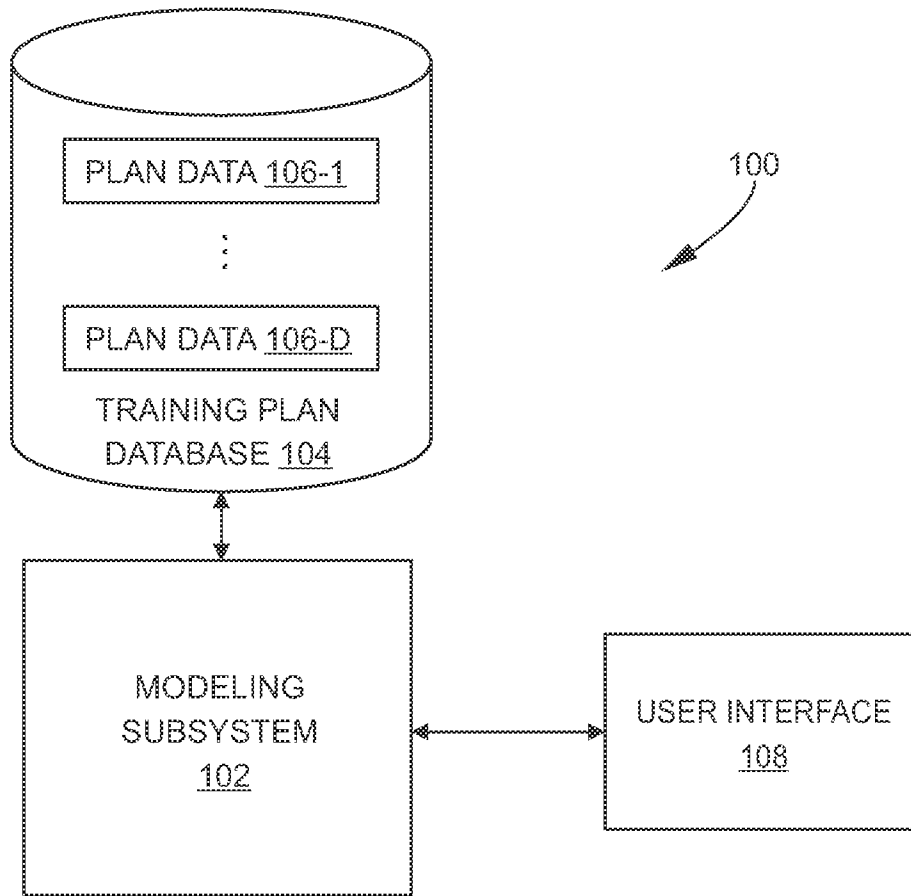 PLAN DATA 106-1
100
⋮
PLAN DATA 106-D
TRAINING PLAN
DATABASE 104
MODELING
SUBSYSTEM
102
USER INTERFACE
108